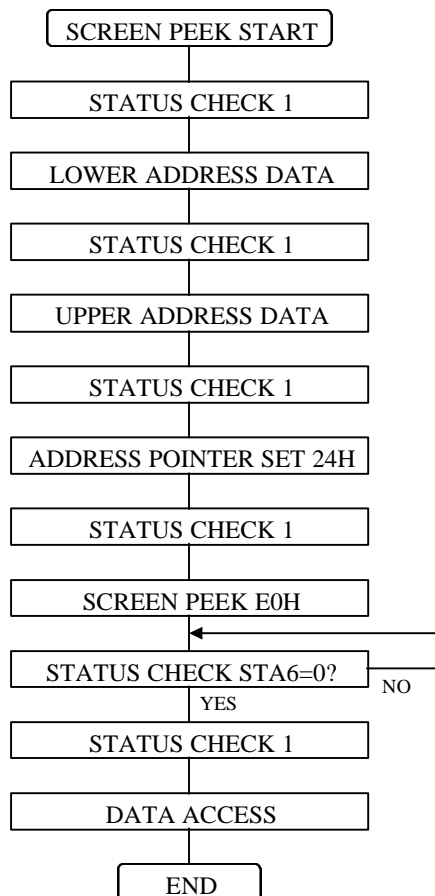 SCREEN PEEK START
STATUS CHECK 1
LOWER ADDRESS DATA
STATUS CHECK 1
UPPER ADDRESS DATA
STATUS CHECK 1
ADDRESS POINTER SET 24H
STATUS CHECK 1
SCREEN PEEK E0H
STATUS CHECK STA6=0?
NO
YES
STATUS CHECK 1
DATA ACCESS
END